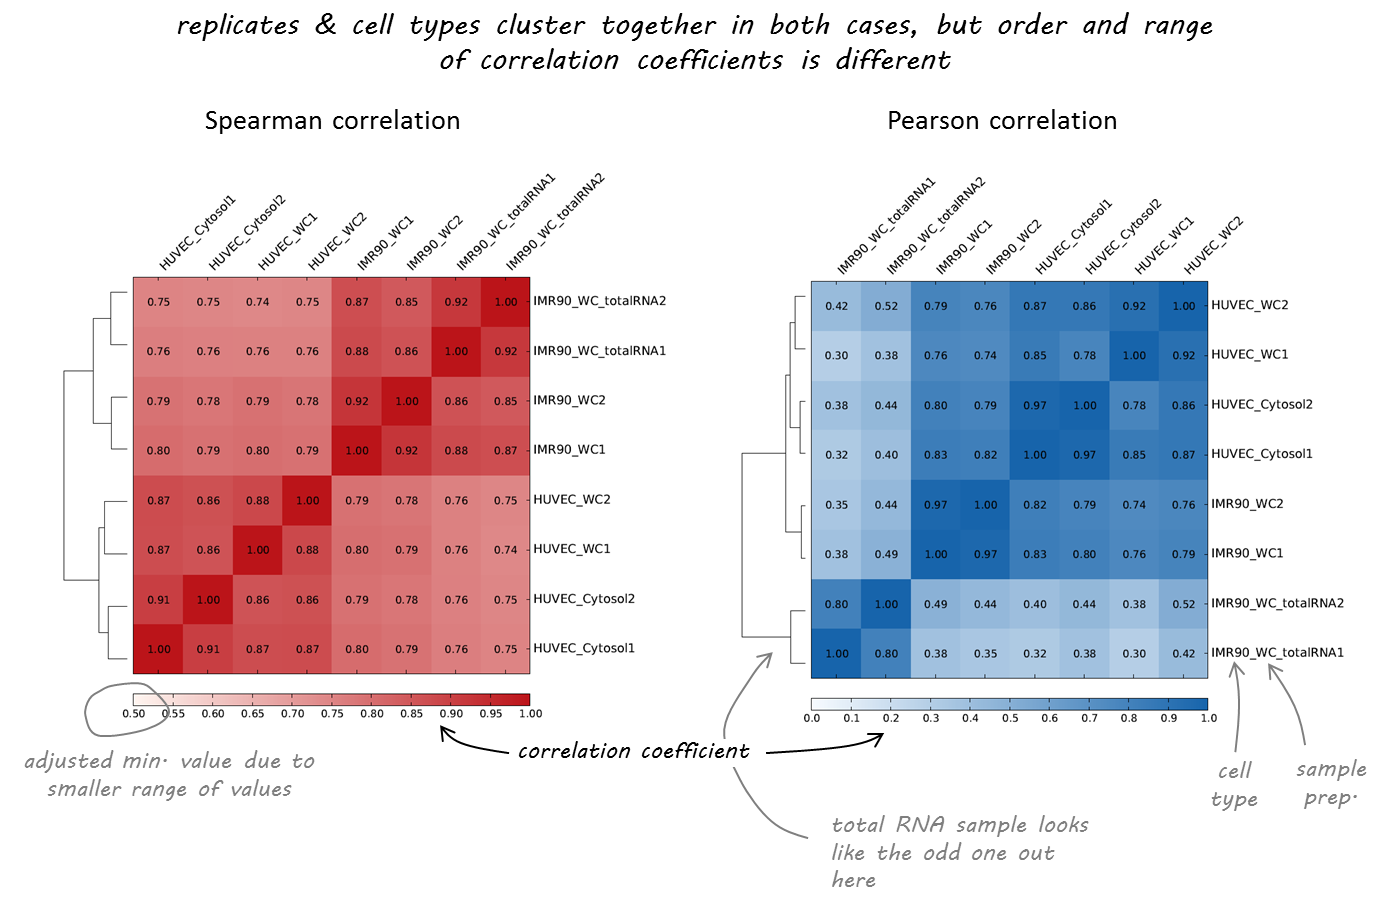 replicates & cell types cluster together in both cases, but order and range
of correlation coefficients is different
Spearman correlation
HUVEC_Cytosol1
HUVEC_Cytosol2
HUVEC_WC1
HUVEC_WC2
IMR90_WC1
IMR90_WC2
IMR90_WC_totalRNA1
IMR90_WC_totalRNA2
0.75 0.75 0.74 0.75 0.87 0.85 0.92 1.00 IMR90_WC_totalRNA2
0.76 0.76 0.76 0.76 0.88 0.86 1.00 0.92 IMR90_WC_totalRNA1
0.79 0.78 0.79 0.78 0.92 1.00 0.86 0.85 IMR90_WC2
0.80 0.79 0.80 0.79 1.00 0.92 0.88 0.87 IMR90_WC1
0.87 0.86 0.88 1.00 0.79 0.78 0.76 0.75 HUVEC_WC2
0.87 0.86 1.00 0.88 0.80 0.79 0.76 0.74 HUVEC_WC1
0.91 1.00 0.86 0.86 0.79 0.78 0.76 0.75 HUVEC_Cytosol2
1.00 0.91 0.87 0.87 0.80 0.79 0.76 0.75 HUVEC_Cytosol1
0.50 0.55 0.60 0.65 0.70 0.75 0.80 0.85 0.90 0.95 1.00
adjusted min. value due to
smaller range of values
Pearson correlation
IMR90_WC_totalRNA1
IMR90_WC_totalRNA2
IMR90_WC1
IMR90_WC2
HUVEC_Cytosol1
HUVEC_Cytosol2
HUVEC_WC1
HUVEC_WC2
0.42 0.52 0.79 0.76 0.87 0.86 0.92 1.00 HUVEC_WC2
0.30 0.38 0.76 0.74 0.85 0.78 1.00 0.92 HUVEC_WC1
0.38 0.44 0.80 0.79 0.97 1.00 0.78 0.86 HUVEC_Cytosol2
0.32 0.40 0.83 0.82 1.00 0.97 0.85 0.87 HUVEC_Cytosol1
0.35 0.44 0.97 1.00 0.82 0.79 0.74 0.76 IMR90_WC2
0.38 0.49 1.00 0.97 0.83 0.80 0.76 0.79 IMR90_WC1
0.80 1.00 0.49 0.44 0.40 0.44 0.38 0.52 IMR90_WC_totalRNA2
1.00 0.80 0.38 0.35 0.32 0.38 0.30 0.42 IMR90_WC_totalRNA1
0.0 0.1 0.2 0.3 0.4 0.5 0.6 0.7 0.8 0.9 1.0
correlation coefficient
cell
type
sample
prep.
total RNA sample looks
like the odd one out
here